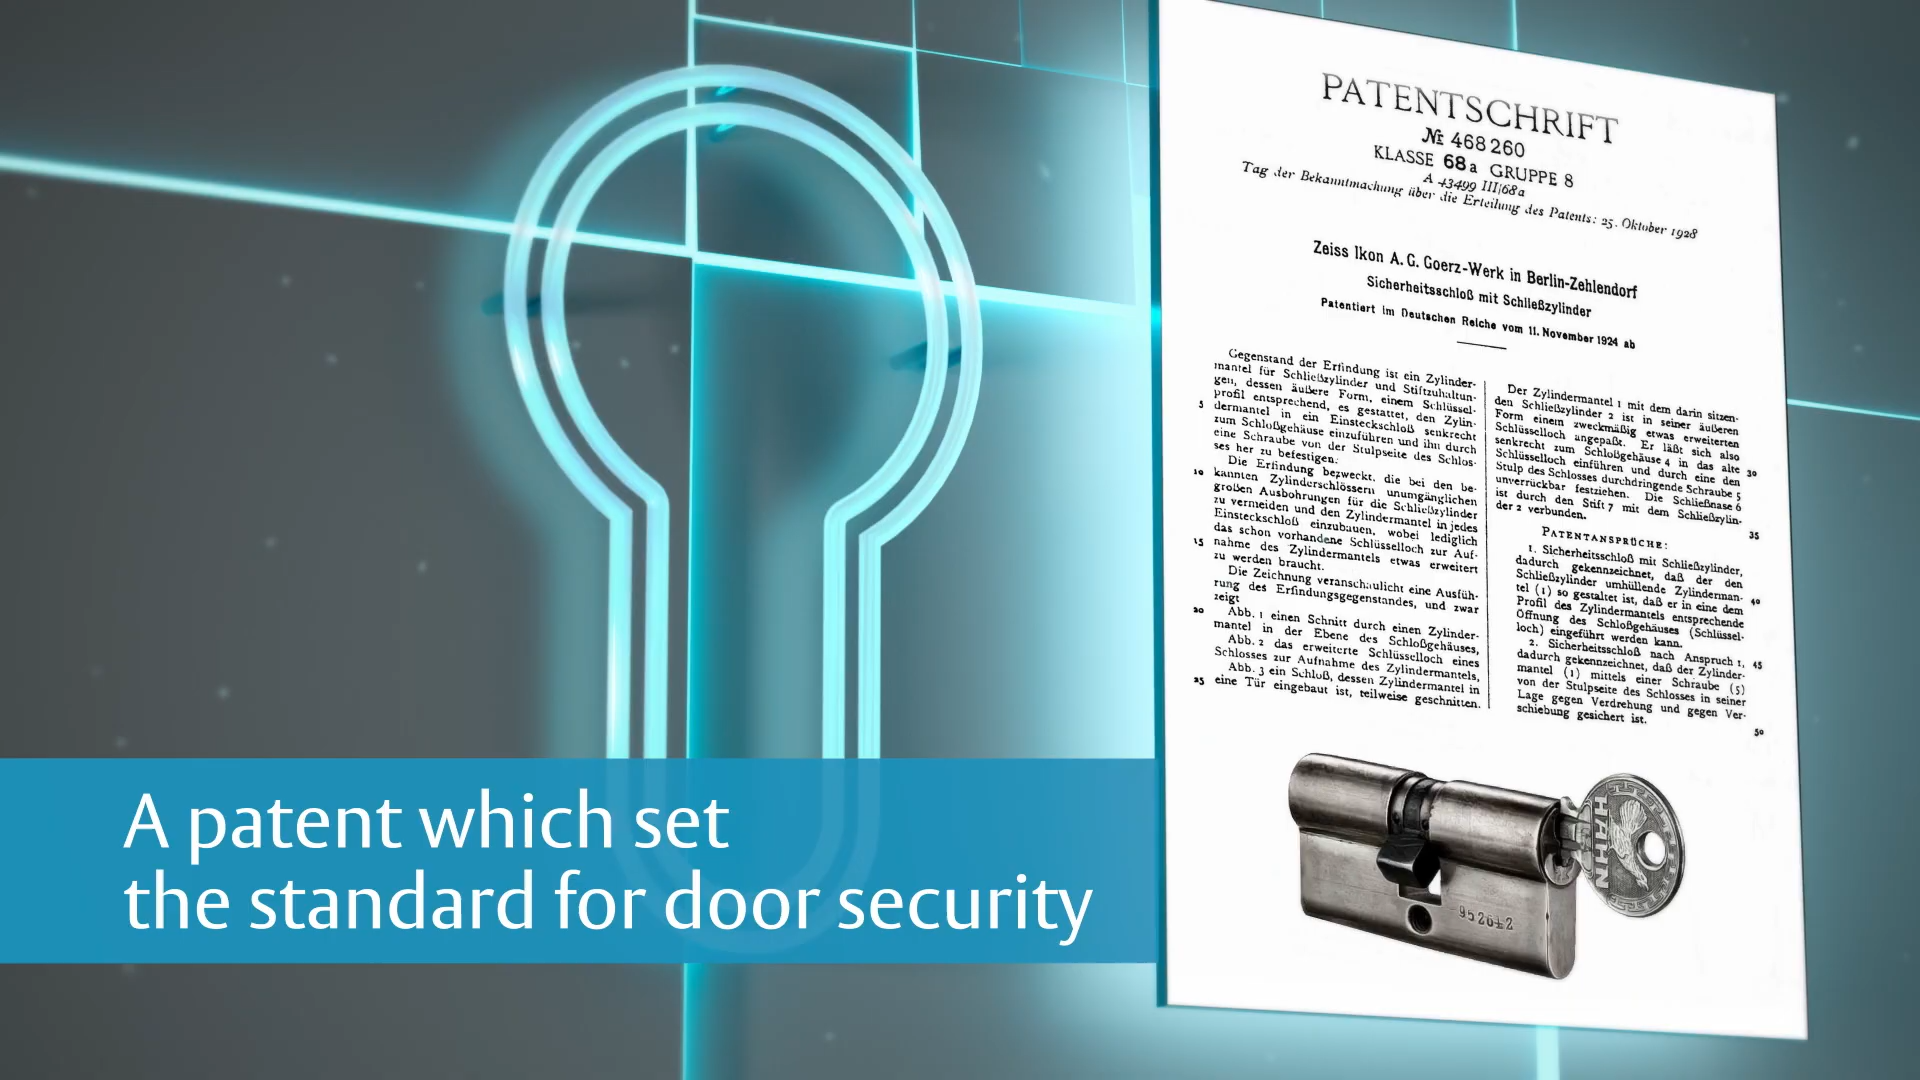 PATENTSCHRIFT
№ 468260
KLASSE 68a GRUPPE 8
A 43499 III/68a
Tag der Bekanntmachung über die Erteilung des Patents: 25. Oktober 1928
Zeiss Ikon A. G. Goerz-Werk in Berlin-Zehlendorf
Sicherheitsschloß mit Schließzylinder
Patentiert im Deutschen Reiche vom 11. November 1924 ab
Gegenstand der Erfindung ist ein Zylinder-
mantel für Schließzylinder und Stiftzuhaltun-
gen, dessen äußere Form, einem Schlüssel-
profil entsprechend, es gestattet, den Zylin-
5 dermantel in ein Einsteckschloß senkrecht
zum Schloßgehäuse einzuführen und ihn durch
eine Schraube von der Stulpseite des Schlos-
ses her zu befestigen.
Die Erfindung bezweckt, die bei den be-
10 kannten Zylinderschlössern unumgänglichen
großen Ausbohrungen für die Schließzylinder
zu vermeiden und den Zylindermantel in jedes
Einsteckschloß einzubauen, wobei lediglich
das schon vorhandene Schlüsselloch zur Auf-
15 nahme des Zylindermantels etwas erweitert
zu werden braucht.
Die Zeichnung veranschaulicht eine Ausfüh-
rung des Erfindungsgegenstandes, und zwar
zeigt
20 Abb. 1 einen Schnitt durch einen Zylinder-
mantel in der Ebene des Schloßgehäuses,
Abb. 2 das erweiterte Schlüsselloch eines
Schlosses zur Aufnahme des Zylindermantels,
Abb. 3 ein Schloß, dessen Zylindermantel in
25 eine Tür eingebaut ist, teilweise geschnitten.
Der Zylindermantel 1 mit dem darin sitzen-
den Schließzylinder 2 ist in seiner äußeren
Form einem zweckmäßig etwas erweiterten
Schlüsselloch angepaßt. Er läßt sich also
senkrecht zum Schloßgehäuse 4 in das alte 30
Schlüsselloch einführen und durch eine den
Stulp des Schlosses durchdringende Schraube 5
unverrückbar festziehen. Die Schließnase 6
ist durch den Stift 7 mit dem Schließzylin-
der 2 verbunden. 35
PATENTANSPRÜCHE:
1. Sicherheitsschloß mit Schließzylinder,
dadurch gekennzeichnet, daß der den
Schließzylinder umhüllende Zylinderman-
tel (1) so gestaltet ist, daß er in eine dem 40
Profil des Zylindermantels entsprechende
Öffnung des Schloßgehäuses (Schlüssel-
loch) eingeführt werden kann.
2. Sicherheitsschloß nach Anspruch 1, 45
dadurch gekennzeichnet, daß der Zylinder-
mantel (1) mittels einer Schraube (5)
von der Stulpseite des Schlosses in seiner
Lage gegen Verdrehung und gegen Ver-
schiebung gesichert ist. 50
HAHN
A patent which set
the standard for door security